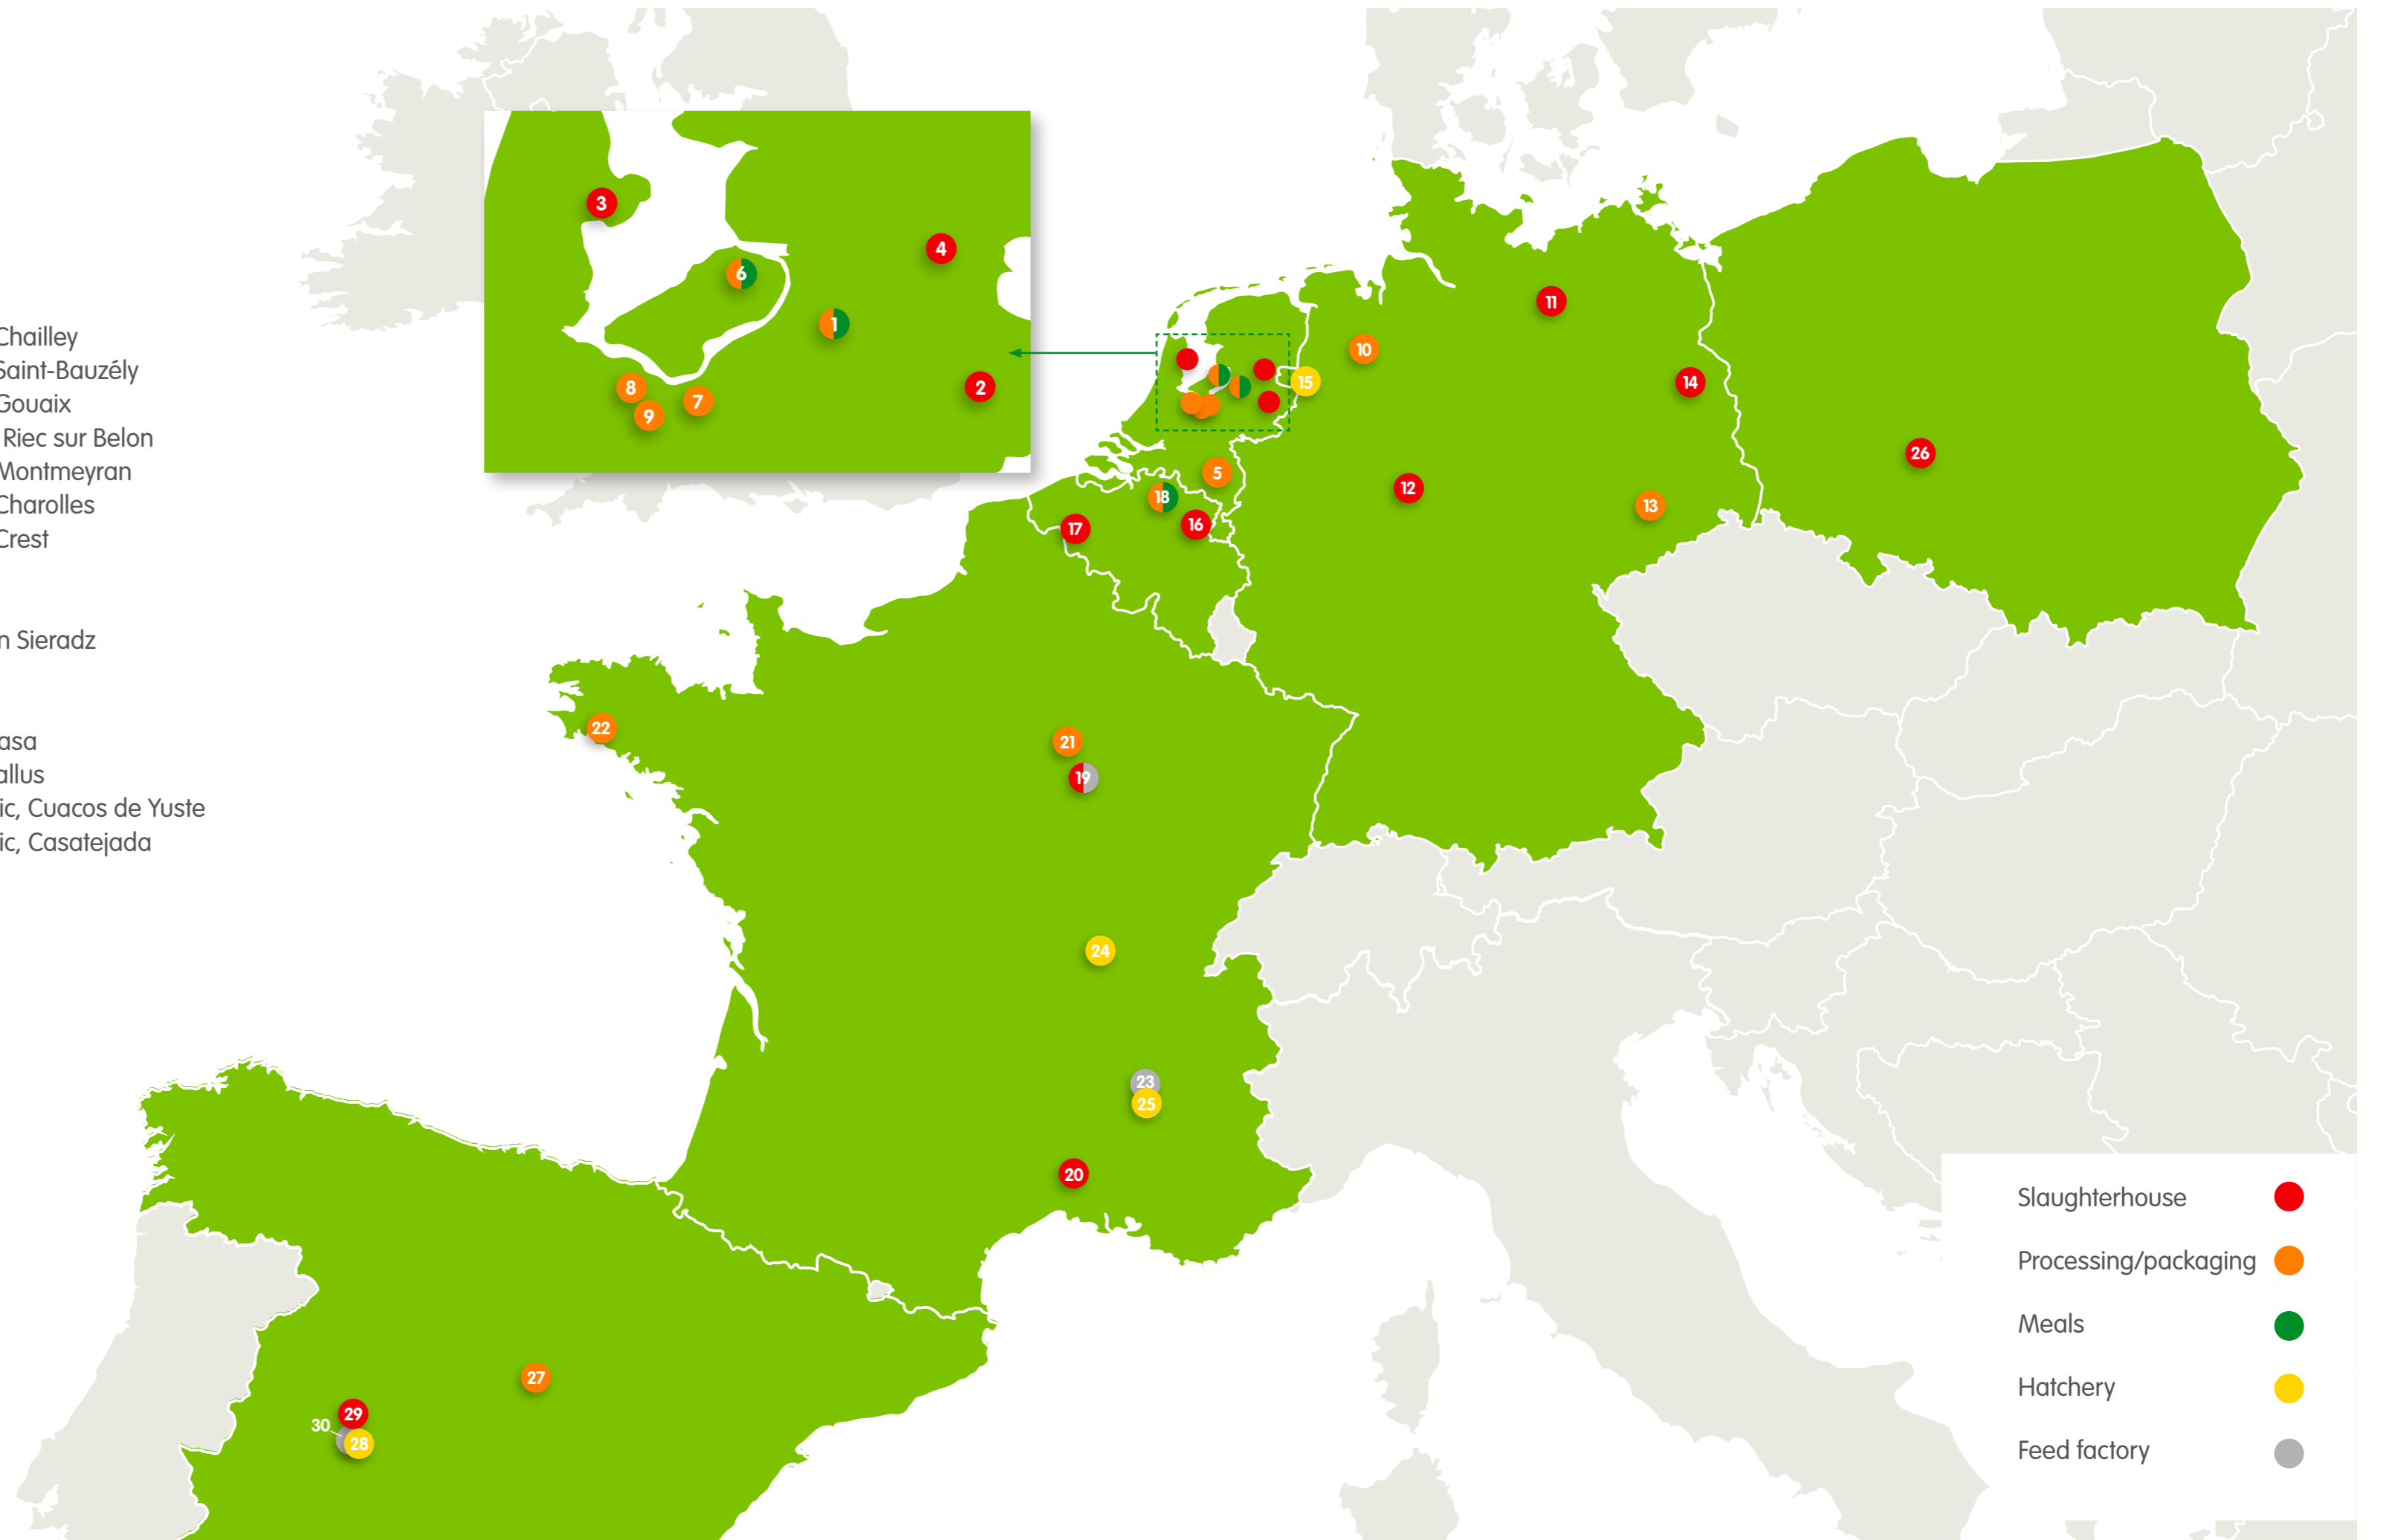 Chailley
Saint-Bauzély
Gouaix
Riec sur Belon
Montmeyran
Charolles
Crest
n Sieradz
asa
allus
ic, Cuacos de Yuste
ic, Casatejada
3
4
6
1
8
7
2
9
11
10
15
14
26
5
12
18
13
17
16
22
21
19
24
23
25
20
27
29
30
28
Slaughterhouse
Processing/packaging
Meals
Hatchery
Feed factory